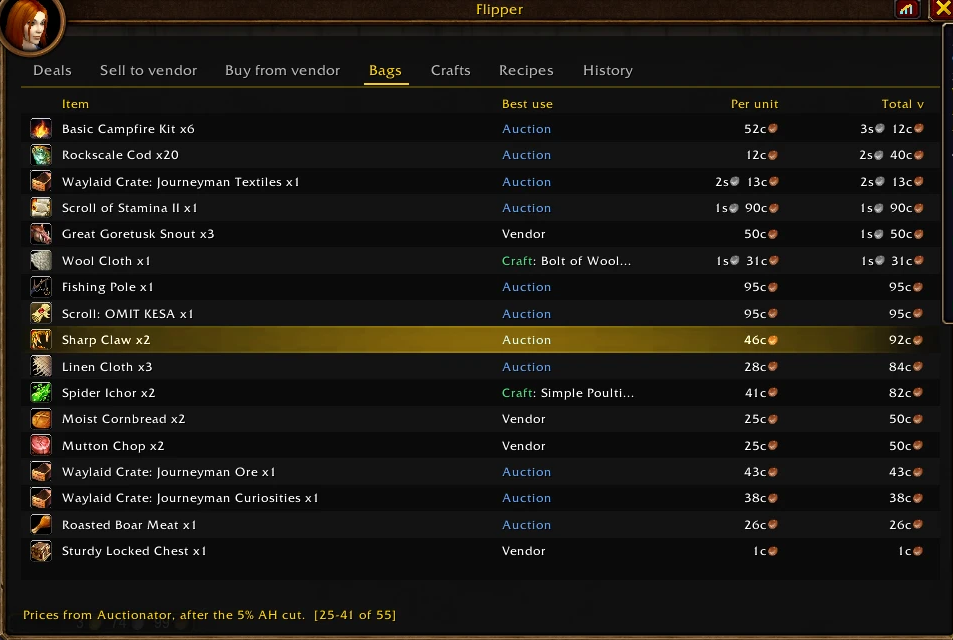 Flipper
Deals Sell to vendor Buy from vendor Bags Crafts Recipes History
Item Best use Per unit Total v
Basic Campfire Kit x6 Auction 52c 3s 12c
Rockscale Cod x20 Auction 12c 2s 40c
Waylaid Crate: Journeyman Textiles x1 Auction 2s 13c 2s 13c
Scroll of Stamina II x1 Auction 1s 90c 1s 90c
Great Goretusk Snout x3 Vendor 50c 1s 50c
Wool Cloth x1 Craft: Bolt of Wool... 1s 31c 1s 31c
Fishing Pole x1 Auction 95c 95c
Scroll: OMIT KESA x1 Auction 95c 95c
Sharp Claw x2 Auction 46c 92c
Linen Cloth x3 Auction 28c 84c
Spider Ichor x2 Craft: Simple Poulti... 41c 82c
Moist Cornbread x2 Vendor 25c 50c
Mutton Chop x2 Vendor 25c 50c
Waylaid Crate: Journeyman Ore x1 Auction 43c 43c
Waylaid Crate: Journeyman Curiosities x1 Auction 38c 38c
Roasted Boar Meat x1 Auction 26c 26c
Sturdy Locked Chest x1 Vendor 1c 1c
Prices from Auctionator, after the 5% AH cut. [25-41 of 55]